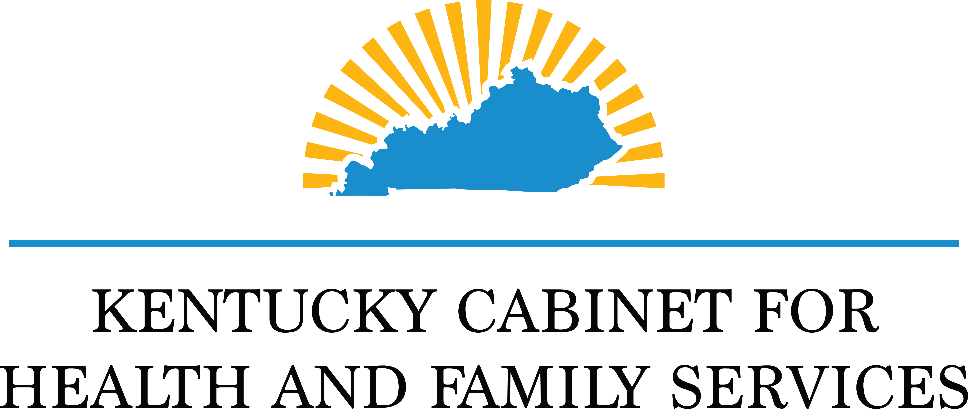 KENTUCKY CABINET FOR
HEALTH AND FAMILY SERVICES